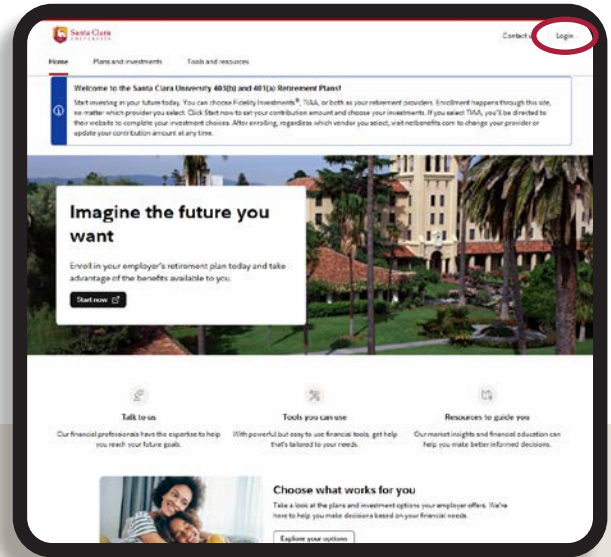 Santa Clara
UNIVERSITY
Contact us
Login
Home
Plans and investments
Tools and resources
Welcome to the Santa Clara University 403(b) and 401(a) Retirement Plans!
Start investing in your future today. You can choose Fidelity Investments®, TIAA, or both as your retirement providers. Enrollment happens through this site,
no matter which provider you select. Click Start now to set your contribution amount and choose your investments. If you select TIAA, you'll be directed to
their website to complete your investment choices. After enrolling, regardless which vendor you select, visit netbenefits.com to change your provider or
update your contribution amount at any time.
Imagine the future you
want
Enroll in your employer's retirement plan today and take
advantage of the benefits available to you.
Start now
Talk to us
Our financial professionals have the expertise to help
you reach your future goals.
Tools you can use
With powerful but easy to use financial tools, get help
that's tailored to your needs.
Resources to guide you
Our market insights and financial education can
help you make better informed decisions.
Choose what works for you
Take a look at the plans and investment options your employer offers. We're
here to help you make decisions based on your financial needs.
Explore your options